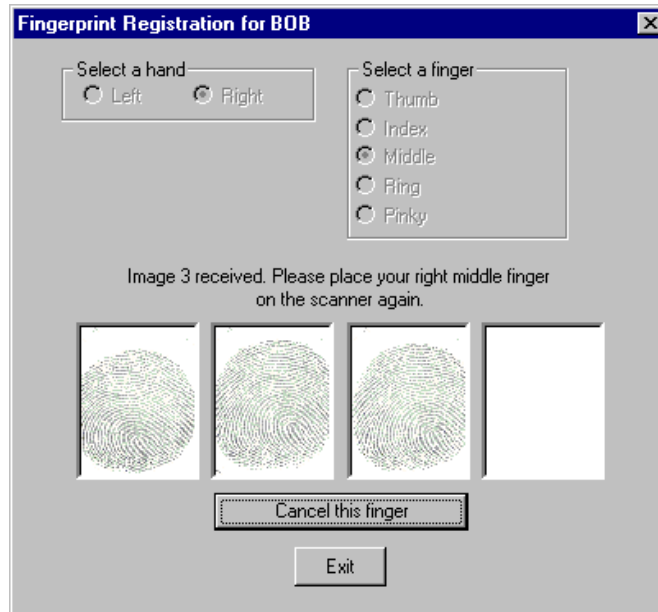 Fingerprint Registration for BOB
Select a hand
Left Right
Select a finger
Thumb
Index
Middle
Ring
Pinky
Image 3 received. Please place your right middle finger
on the scanner again.
Cancel this finger
Exit